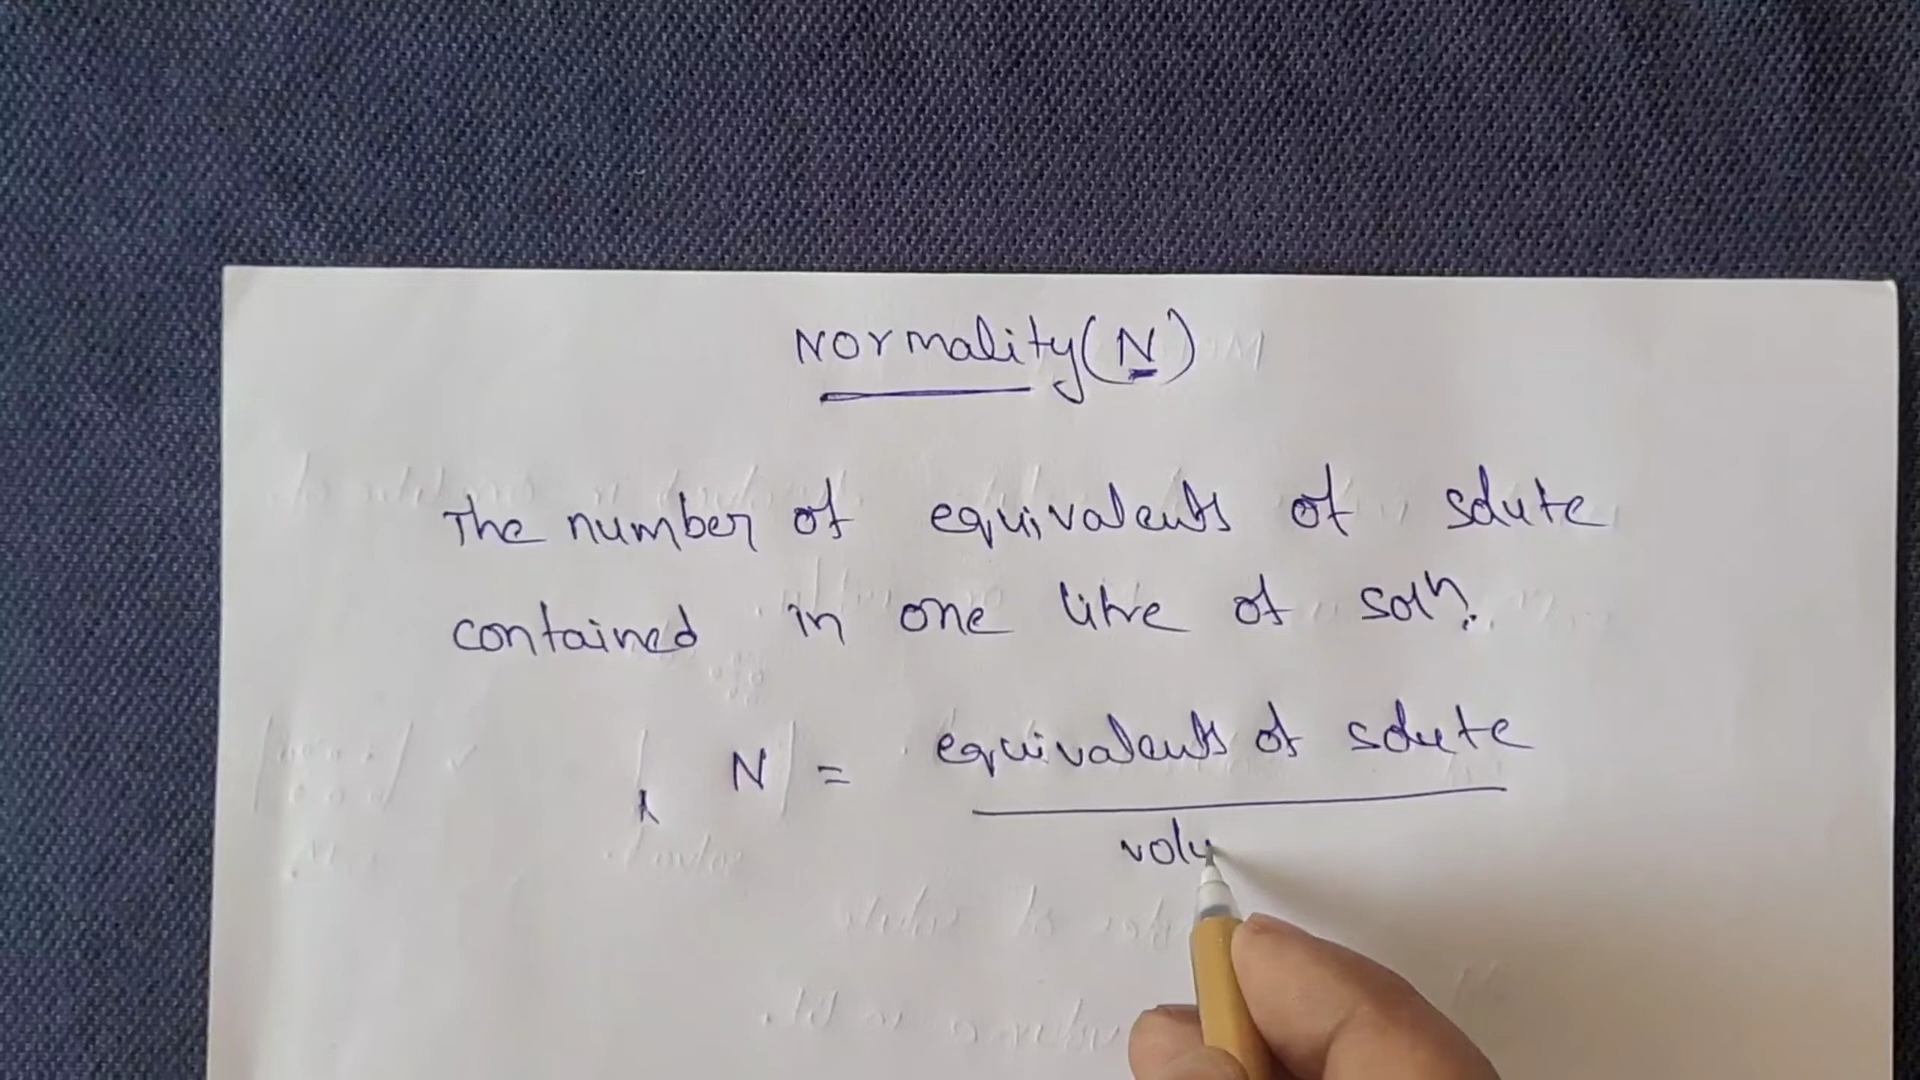 Normality (N)
The number of equivalents of solute
contained in one litre of soln.
N = equivalents of solute
volu